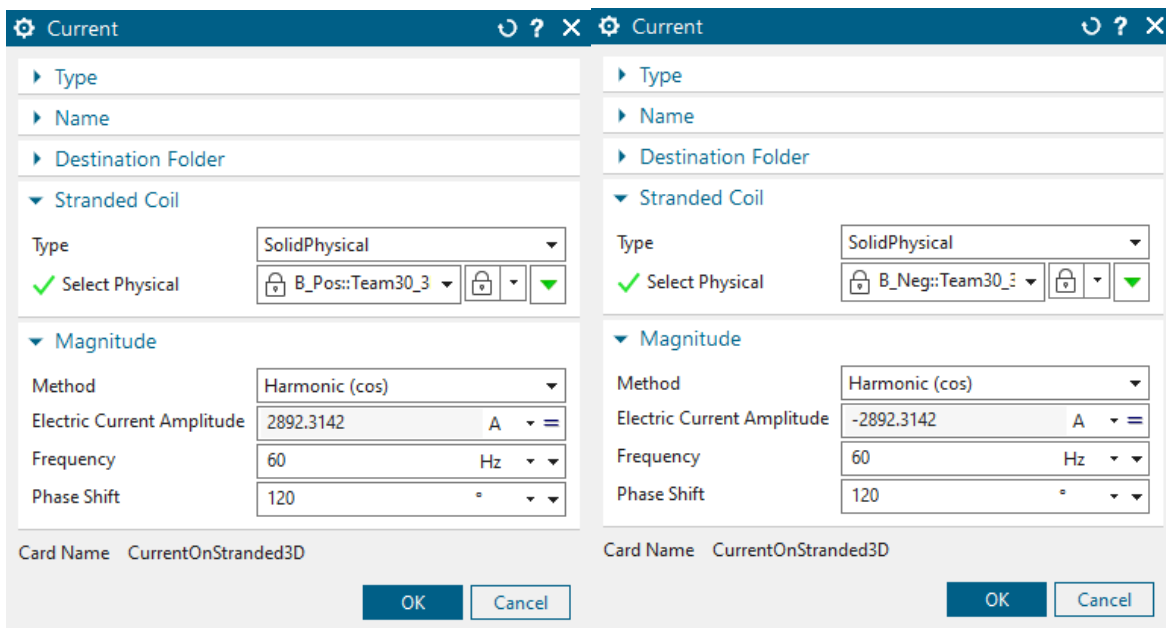 Current
Type
Name
Destination Folder
Stranded Coil
Type SolidPhysical
Select Physical B_Pos::Team30_3
Magnitude
Method Harmonic (cos)
Electric Current Amplitude 2892.3142 A =
Frequency 60 Hz
Phase Shift 120 °
Card Name CurrentOnStranded3D
OK Cancel
Current
Type
Name
Destination Folder
Stranded Coil
Type SolidPhysical
Select Physical B_Neg::Team30_3
Magnitude
Method Harmonic (cos)
Electric Current Amplitude -2892.3142 A =
Frequency 60 Hz
Phase Shift 120 °
Card Name CurrentOnStranded3D
OK Cancel